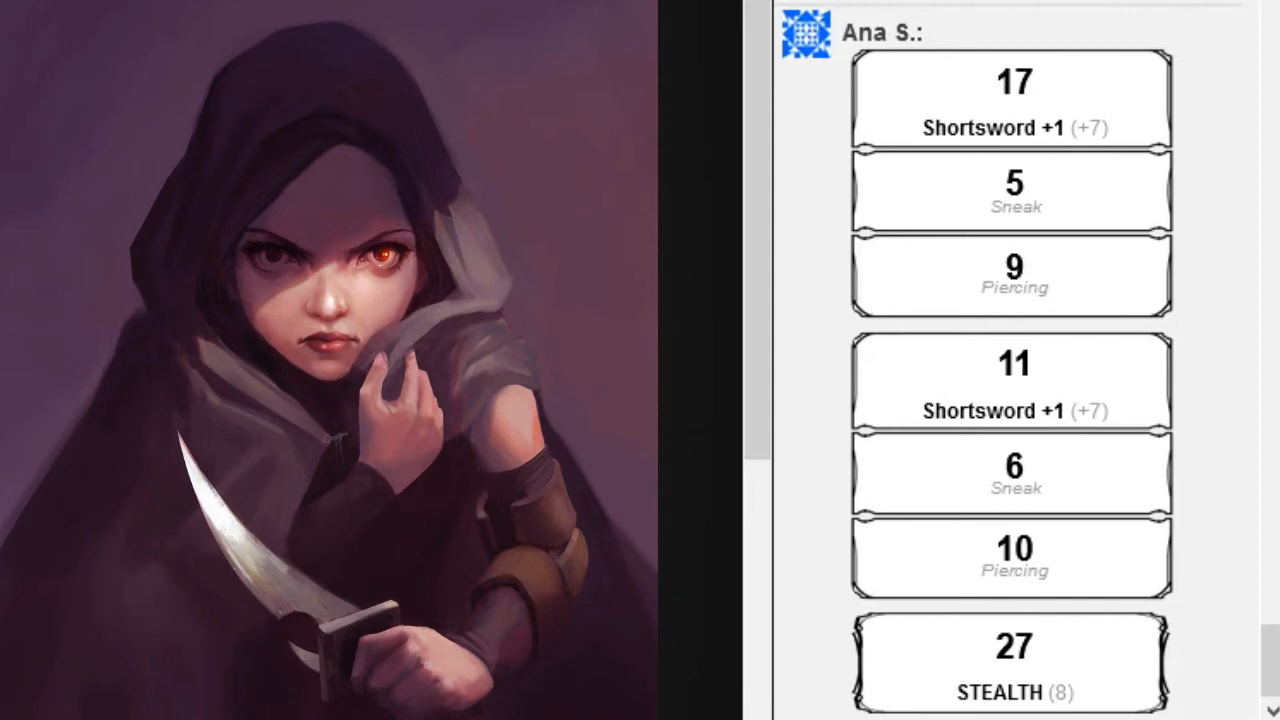 Ana S.:
17
Shortsword +1 (+7)
5
Sneak
9
Piercing
11
Shortsword +1 (+7)
6
Sneak
10
Piercing
27
STEALTH (8)